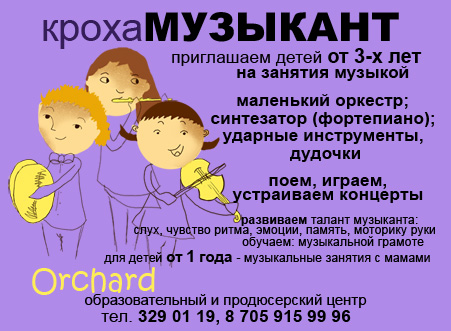 крохаМУЗЫКАНТ
приглашаем детей от 3-х лет
на занятия музыкой
маленький оркестр;
синтезатор (фортепиано);
ударные инструменты,
дудочки
поем, играем,
устраиваем концерты
развиваем талант музыканта:
слух, чувство ритма, эмоции, память, моторику руки
обучаем: музыкальной грамоте
для детей от 1 года - музыкальные занятия с мамами
Orchard
образовательный и продюсерский центр
тел. 329 01 19, 8 705 915 99 96